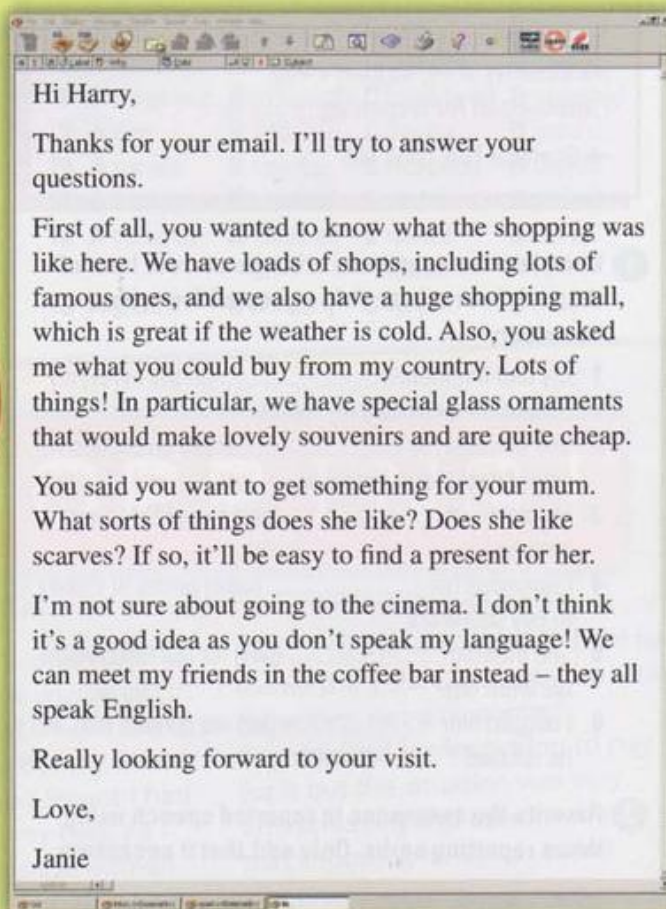 Hi Harry,
Thanks for your email. I'll try to answer your
questions.
First of all, you wanted to know what the shopping was
like here. We have loads of shops, including lots of
famous ones, and we also have a huge shopping mall,
which is great if the weather is cold. Also, you asked
me what you could buy from my country. Lots of
things! In particular, we have special glass ornaments
that would make lovely souvenirs and are quite cheap.
You said you want to get something for your mum.
What sorts of things does she like? Does she like
scarves? If so, it'll be easy to find a present for her.
I'm not sure about going to the cinema. I don't think
it's a good idea as you don't speak my language! We
can meet my friends in the coffee bar instead – they all
speak English.
Really looking forward to your visit.
Love,
Janie